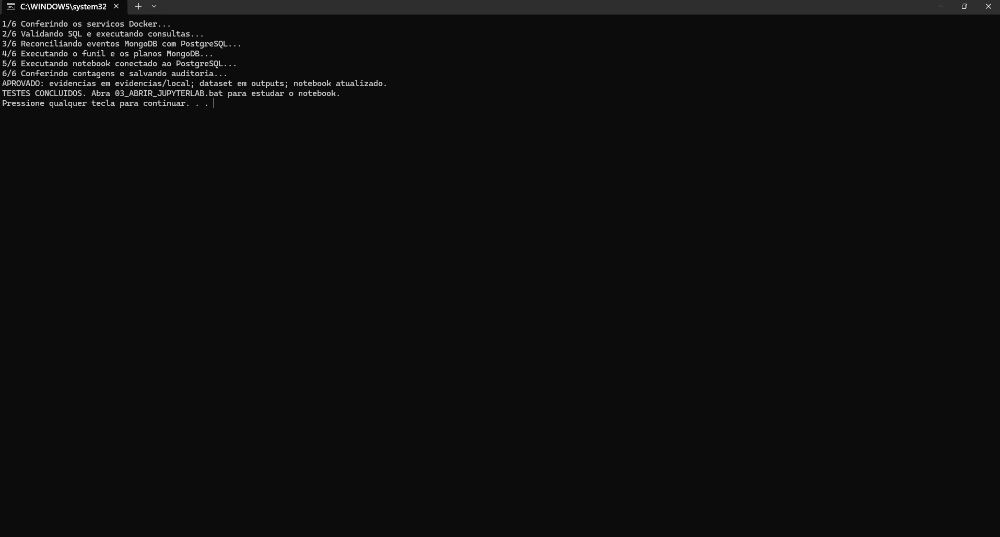 C:\WINDOWS\system32
1/6 Conferindo os servicos Docker...
2/6 Validando SQL e executando consultas...
3/6 Reconciliando eventos MongoDB com PostgreSQL...
4/6 Executando o funil e os planos MongoDB...
5/6 Executando notebook conectado ao PostgreSQL...
6/6 Conferindo contagens e salvando auditoria...
APROVADO: evidencias em evidencias/local; dataset em outputs; notebook atualizado.
TESTES CONCLUIDOS. Abra 03_ABRIR_JUPYTERLAB.bat para estudar o notebook.
Pressione qualquer tecla para continuar. . .